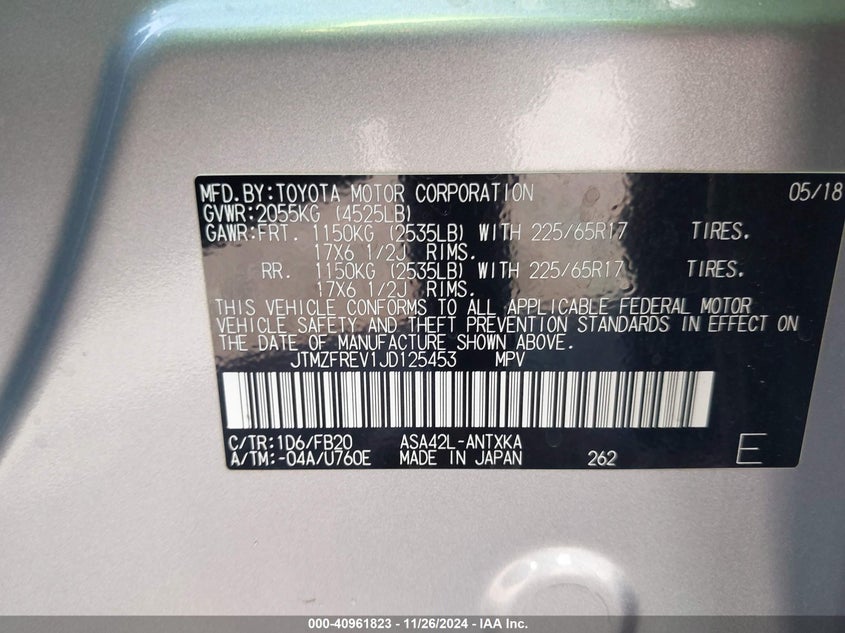 MFD.BY:TOYOTA MOTOR CORPORATION 05/18
GVWR:2055KG (4525LB)
GAWR:FRT. 1150KG (2535LB) WITH 225/65R17 TIRES.
17X6 1/2J RIMS.
RR. 1150KG (2535LB) WITH 225/65R17 TIRES.
17X6 1/2J RIMS.
THIS VEHICLE CONFORMS TO ALL APPLICABLE FEDERAL MOTOR
VEHICLE SAFETY AND THEFT PREVENTION STANDARDS IN EFFECT ON
THE DATE OF MANUFACTURE SHOWN ABOVE.
JTMZFREV1JD125453 MPV
C/TR:1D6/FB20 ASA42L-ANTXKA
A/TM:-04A/U760E MADE IN JAPAN 262 E
000-40961823 - 11/26/2024 - IAA Inc.